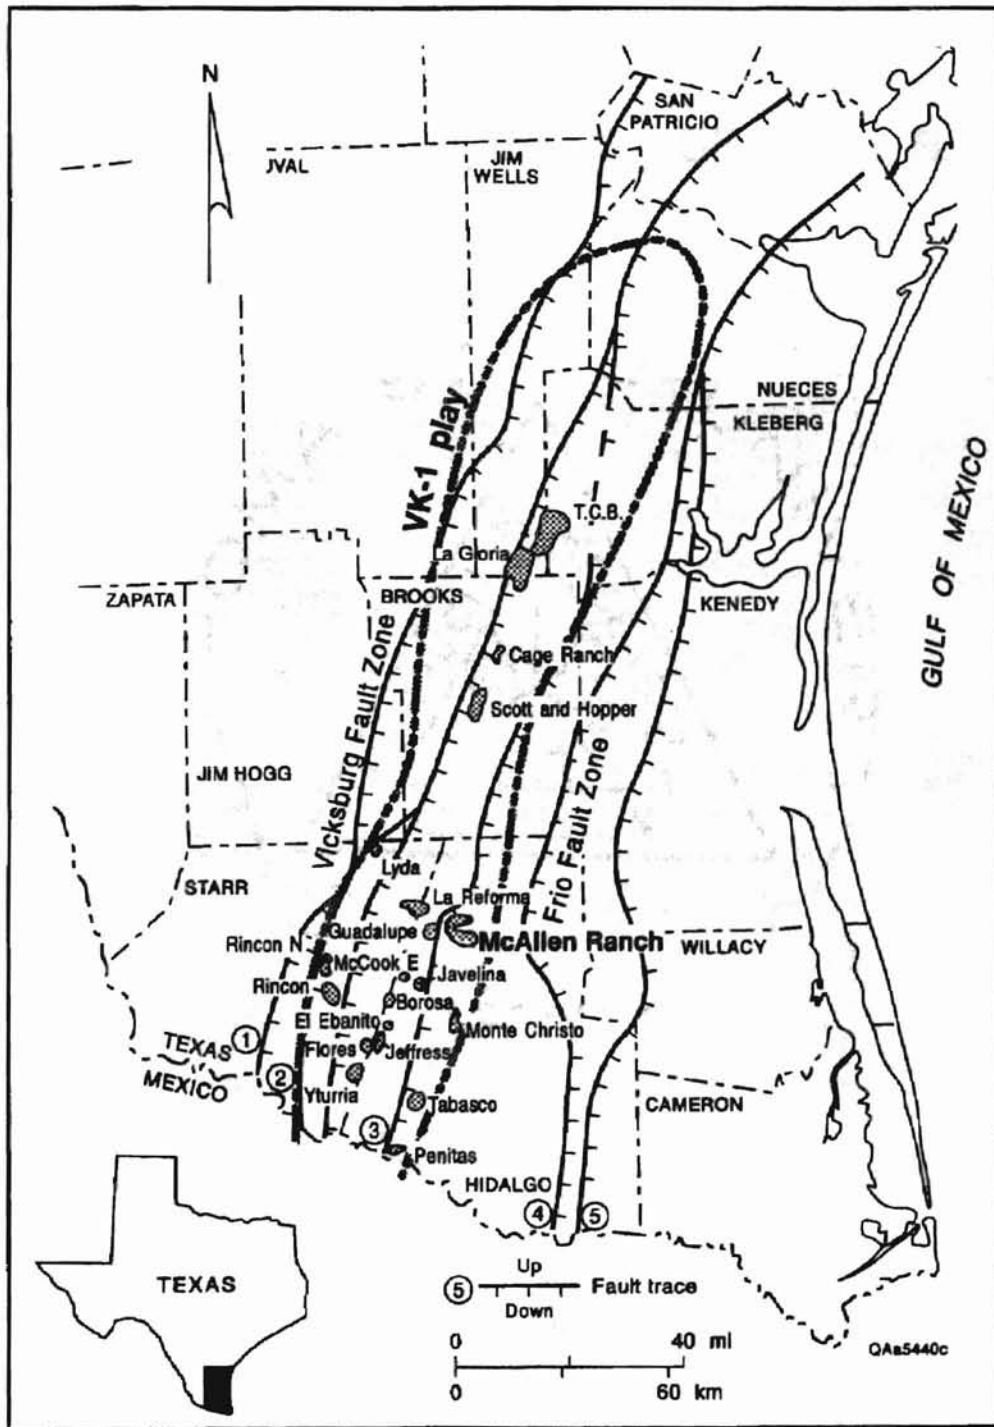 N
SAN
PATRICIO
JVAL
JIM
WELLS
NUECES
KLEBERG
VK-1 play
T.C.B.
La Gloria
GULF OF MEXICO
ZAPATA
BROOKS
KENEDY
Cage Ranch
Scott and Hopper
Vicksburg Fault Zone
JIM HOGG
Frio Fault Zone
Lyda
STARR
La Reforma
Guadalupe
McAllen Ranch
WILLACY
Rincon N
McCook E
Javelina
Rincon
Borosa
El Ebanito
Monte Christo
1
TEXAS
Flores
Jeffress
MEXICO
2
Yturria
Tabasco
CAMERON
3
Penitas
HIDALGO
4
5
TEXAS
Up
5
Fault trace
Down
0 40 mi
0 60 km
QAa5440c